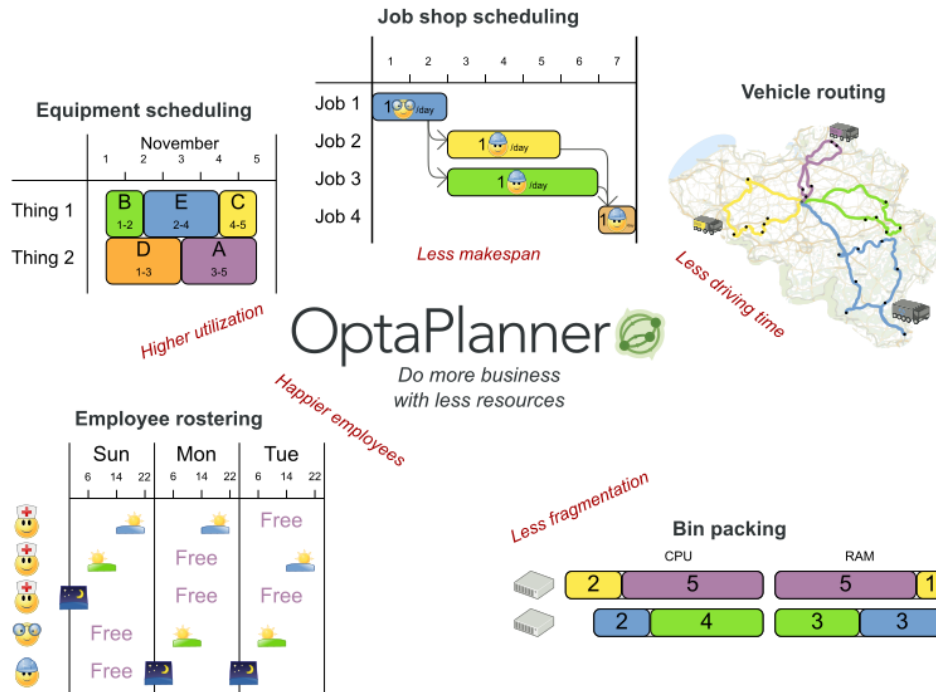 Job shop scheduling
1 2 3 4 5 6 7
Job 1
1 /day
Job 2
1 /day
Job 3
1 /day
Job 4
1
Less makespan
Equipment scheduling
November
1 2 3 4 5
Thing 1
B E C
1-2 2-4 4-5
Thing 2
D A
1-3 3-5
Higher utilization
Vehicle routing
Less driving time
OptaPlanner
Do more business
with less resources
Happier employees
Employee rostering
Sun Mon Tue
6 14 22 6 14 22 6 14 22
Free
Free
Free Free
Free
Free
Less fragmentation
Bin packing
CPU RAM
2 5 5 1
2 4 3 3